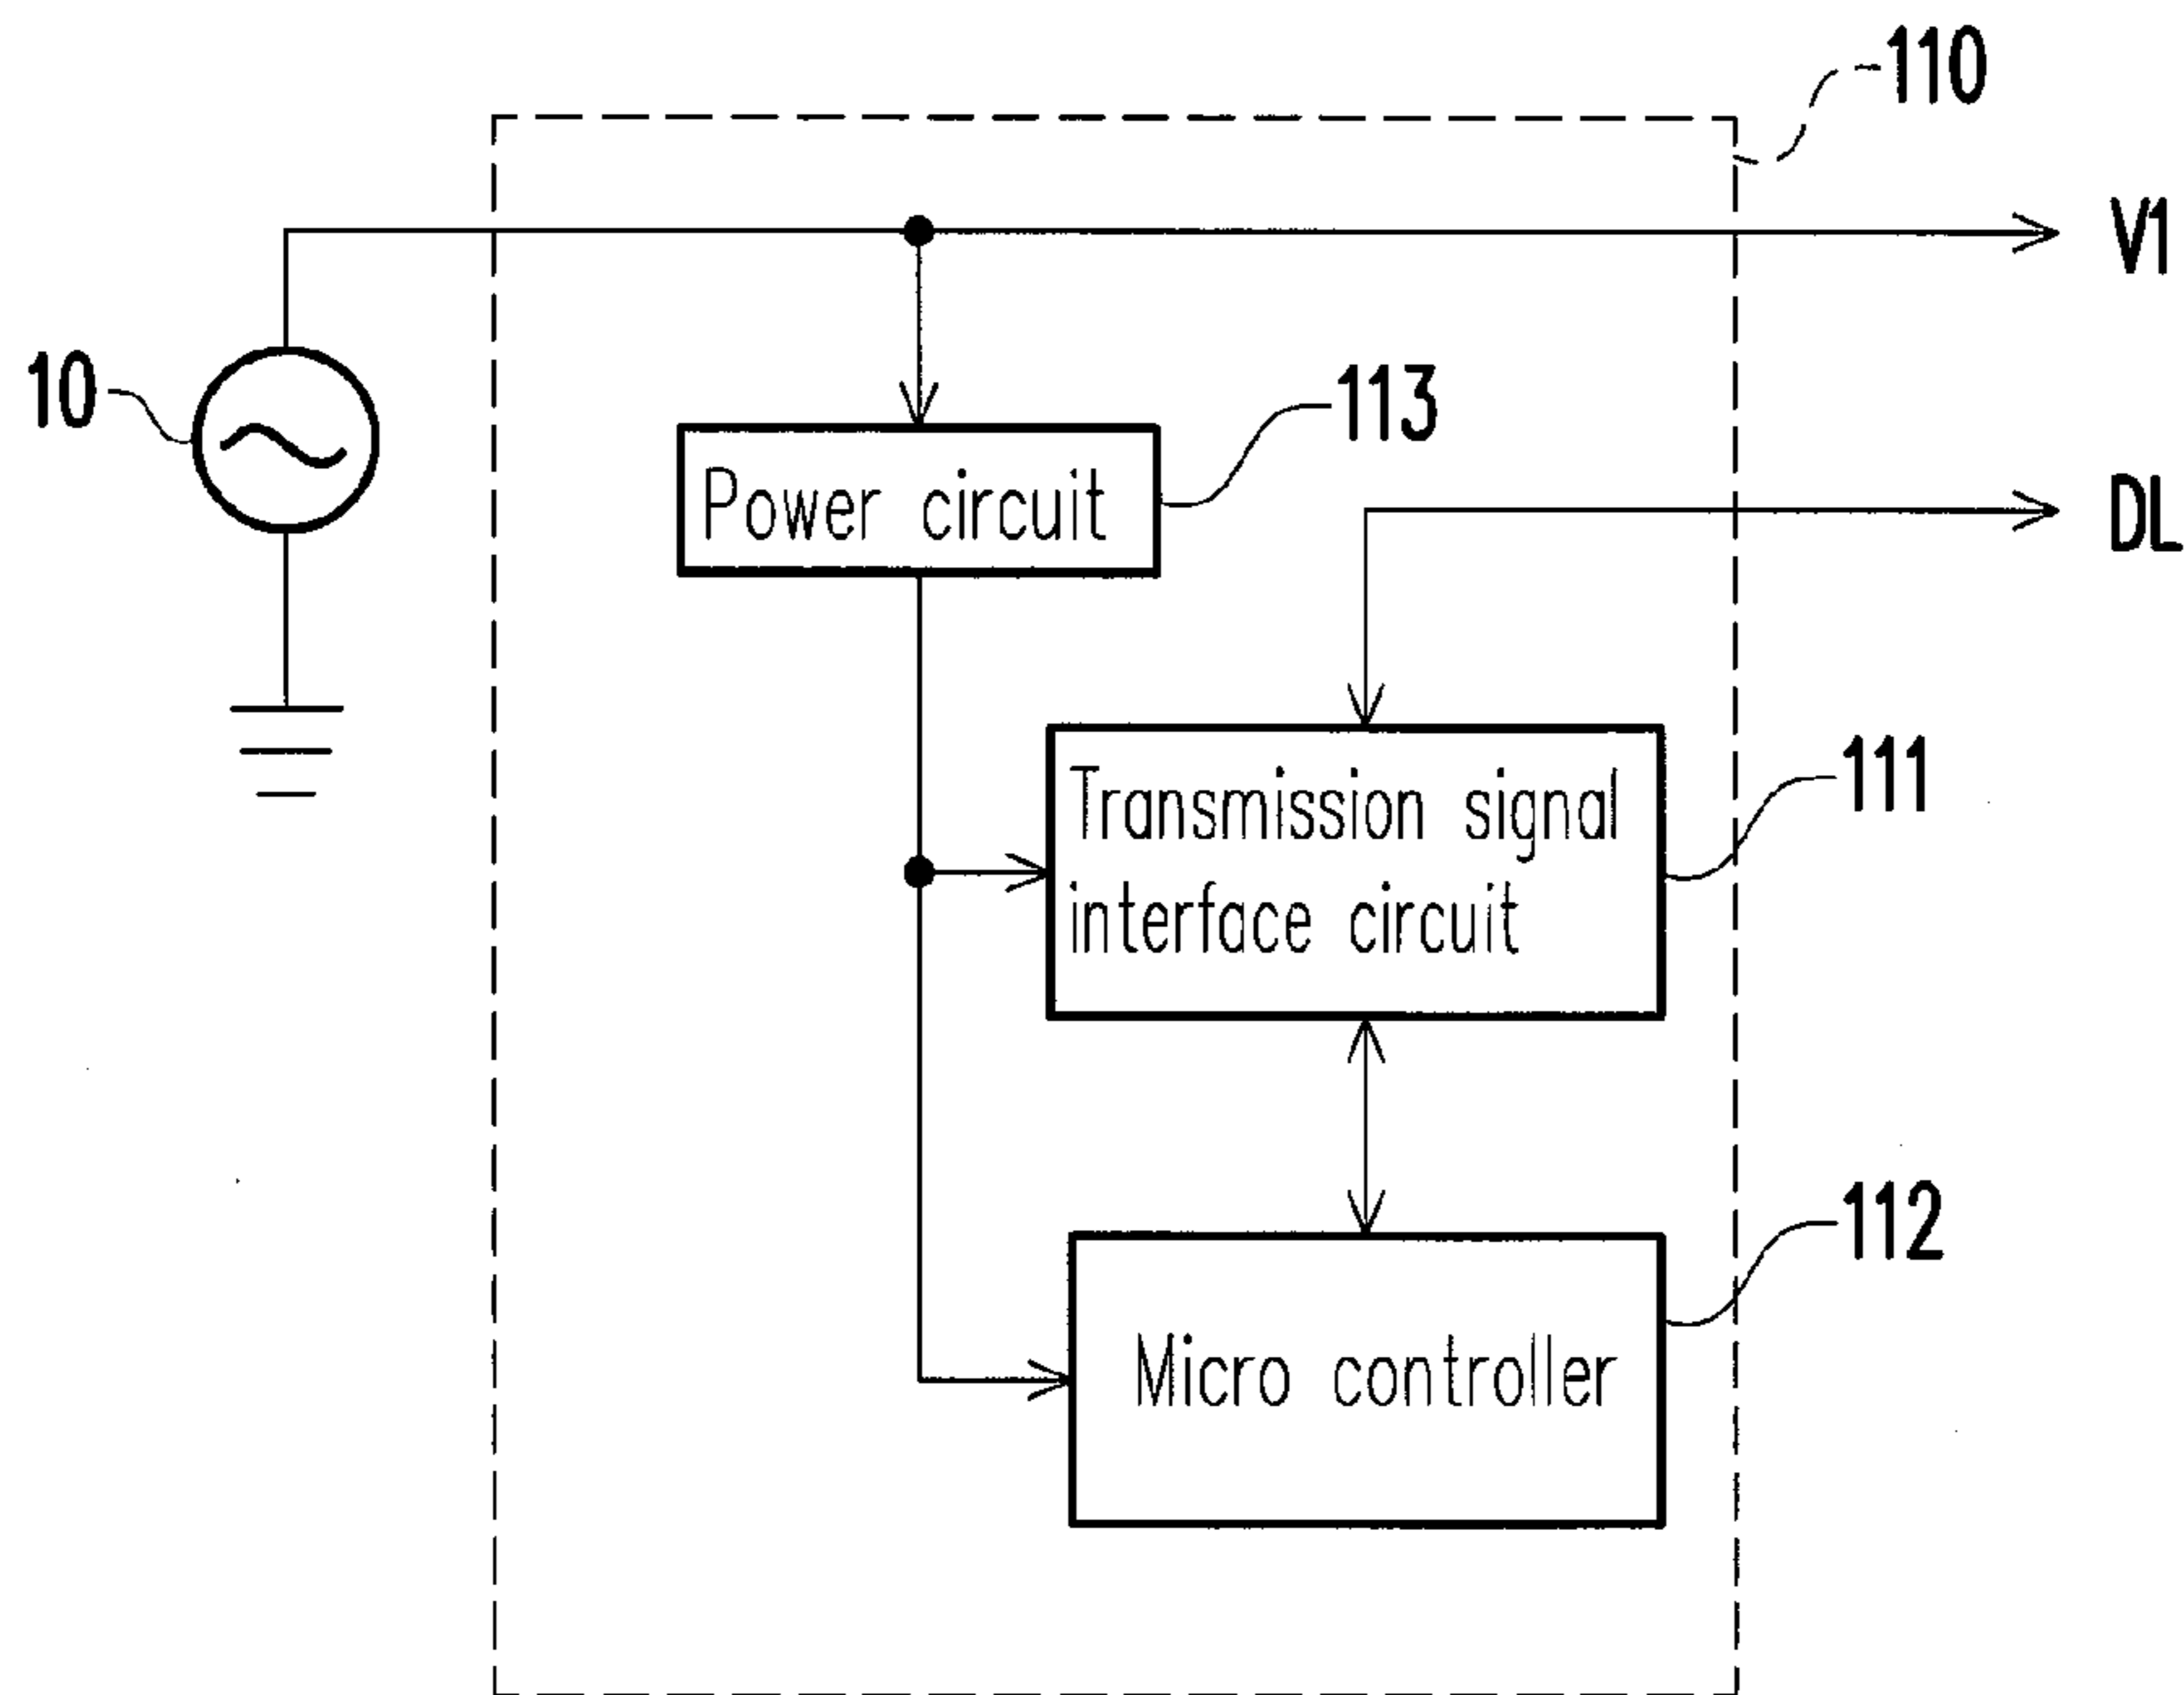 110
V1
10
113
Power circuit
DL
111
Transmission signal
interface circuit
112
Micro controller